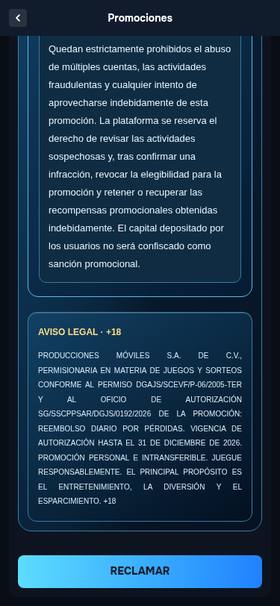 Promociones
Quedan estrictamente prohibidos el abuso
de múltiples cuentas, las actividades
fraudulentas y cualquier intento de
aprovecharse indebidamente de esta
promoción. La plataforma se reserva el
derecho de revisar las actividades
sospechosas y, tras confirmar una
infracción, revocar la elegibilidad para la
promoción y retener o recuperar las
recompensas promocionales obtenidas
indebidamente. El capital depositado por
los usuarios no será confiscado como
sanción promocional.
AVISO LEGAL · +18
PRODUCCIONES MÓVILES S.A. DE C.V.,
PERMISIONARIA EN MATERIA DE JUEGOS Y SORTEOS
CONFORME AL PERMISO DGAJS/SCEVF/P-06/2005-TER
Y AL OFICIO DE AUTORIZACIÓN
SG/SSCPPSAR/DGJS/0192/2026 DE LA PROMOCIÓN:
REEMBOLSO DIARIO POR PÉRDIDAS. VIGENCIA DE
AUTORIZACIÓN HASTA EL 31 DE DICIEMBRE DE 2026.
PROMOCIÓN PERSONAL E INTRANSFERIBLE. JUEGUE
RESPONSABLEMENTE. EL PRINCIPAL PROPÓSITO ES
EL ENTRETENIMIENTO, LA DIVERSIÓN Y EL
ESPARCIMIENTO. +18
RECLAMAR